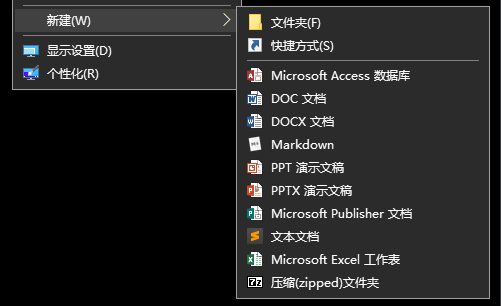 新建(W)
显示设置(D)
个性化(R)
文件夹(F)
快捷方式(S)
Microsoft Access 数据库
DOC 文档
DOCX 文档
Markdown
PPT 演示文稿
PPTX 演示文稿
Microsoft Publisher 文档
文本文档
Microsoft Excel 工作表
压缩(zipped)文件夹